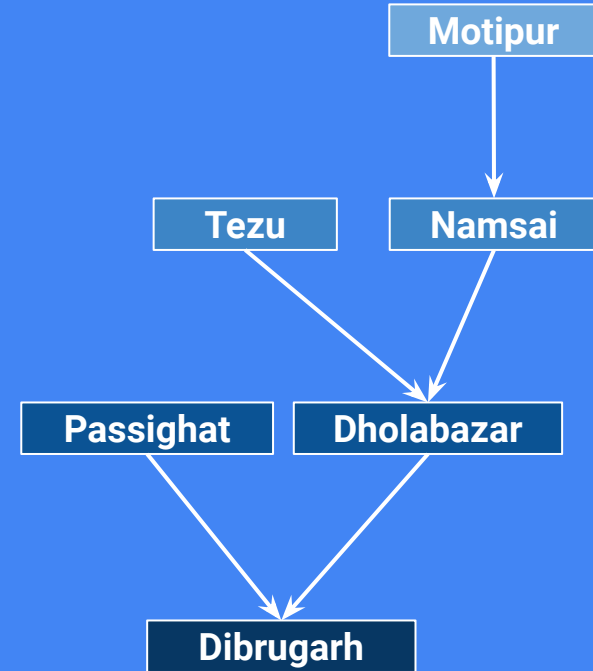 Motipur
Tezu
Namsai
Passighat
Dholabazar
Dibrugarh